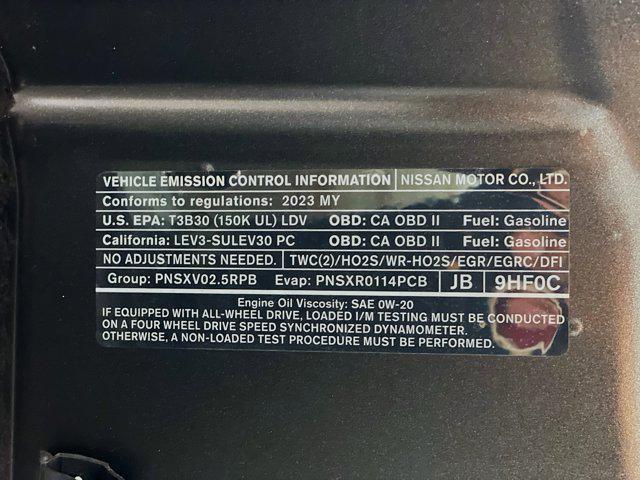 VEHICLE EMISSION CONTROL INFORMATION NISSAN MOTOR CO., LTD.
Conforms to regulations: 2023 MY
U.S. EPA: T3B30 (150K UL) LDV OBD: CA OBD II Fuel: Gasoline
California: LEV3-SULEV30 PC OBD: CA OBD II Fuel: Gasoline
NO ADJUSTMENTS NEEDED. TWC(2)/HO2S/WR-HO2S/EGR/EGRC/DFI
Group: PNSXV02.5RPB Evap: PNSXR0114PCB JB 9HF0C
Engine Oil Viscosity: SAE 0W-20
IF EQUIPPED WITH ALL-WHEEL DRIVE, LOADED I/M TESTING MUST BE CONDUCTED
ON A FOUR WHEEL DRIVE SPEED SYNCHRONIZED DYNAMOMETER.
OTHERWISE, A NON-LOADED TEST PROCEDURE MUST BE PERFORMED.